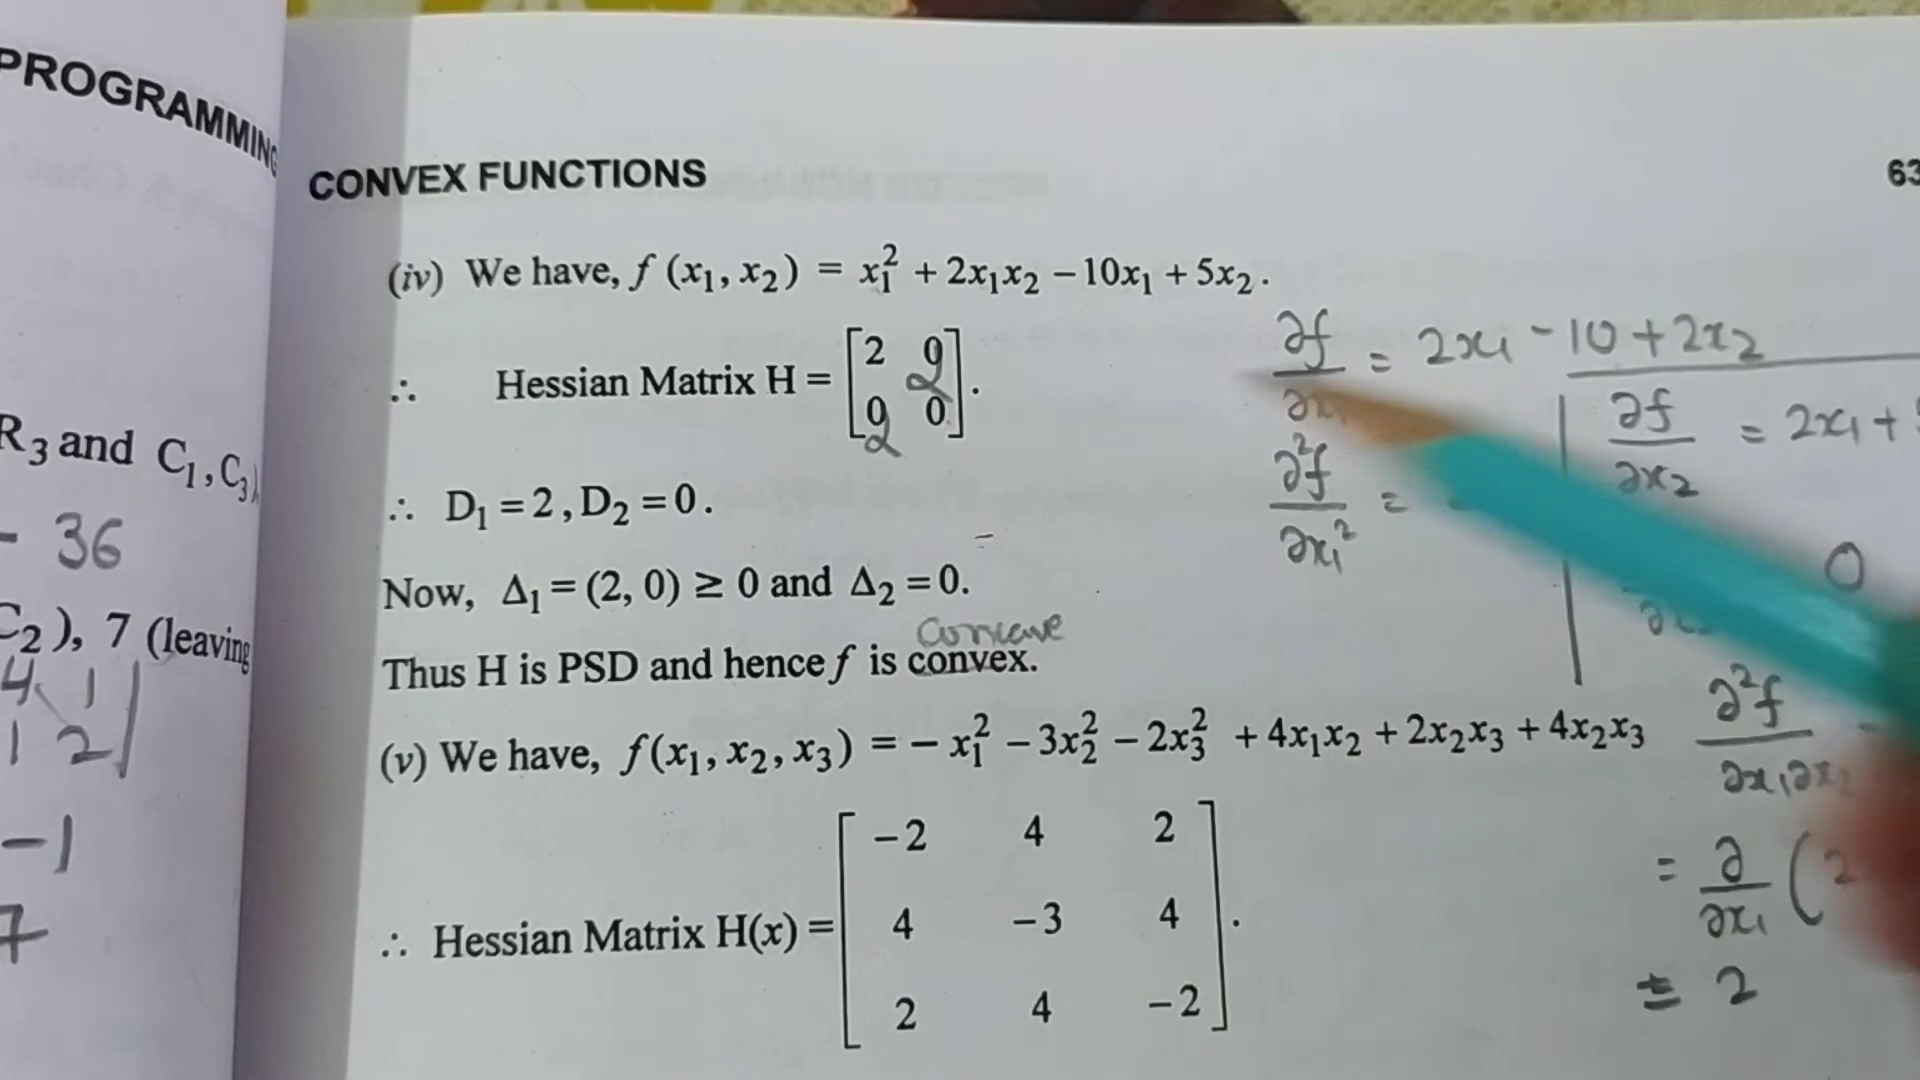 PROGRAMMING
R₃ and C₁, C₃),
- 36
C₂), 7 (leaving
4 1
1 2
-1
7
CONVEX FUNCTIONS 63
(iv) We have, f (x₁, x₂) = x₁² + 2x₁x₂ − 10x₁ + 5x₂.
∴ Hessian Matrix H = [2 0 2
0 2 0].
∴ D₁ = 2, D₂ = 0.
Now, Δ₁ = (2, 0) ≥ 0 and Δ₂ = 0.
concave
Thus H is PSD and hence f is convex.
(v) We have, f(x₁, x₂, x₃) = − x₁² − 3x₂² − 2x₃² + 4x₁x₂ + 2x₂x₃ + 4x₂x₃
∴ Hessian Matrix H(x) = [−2 4 2
4 −3 4
2 4 −2].
∂f/∂x₁ = 2x₁ - 10 + 2x₂
∂²f/∂x₁² =
∂f/∂x₂ = 2x₁ +
0
∂²f/∂x₁∂x₂
= ∂/∂x₁ (2
= 2